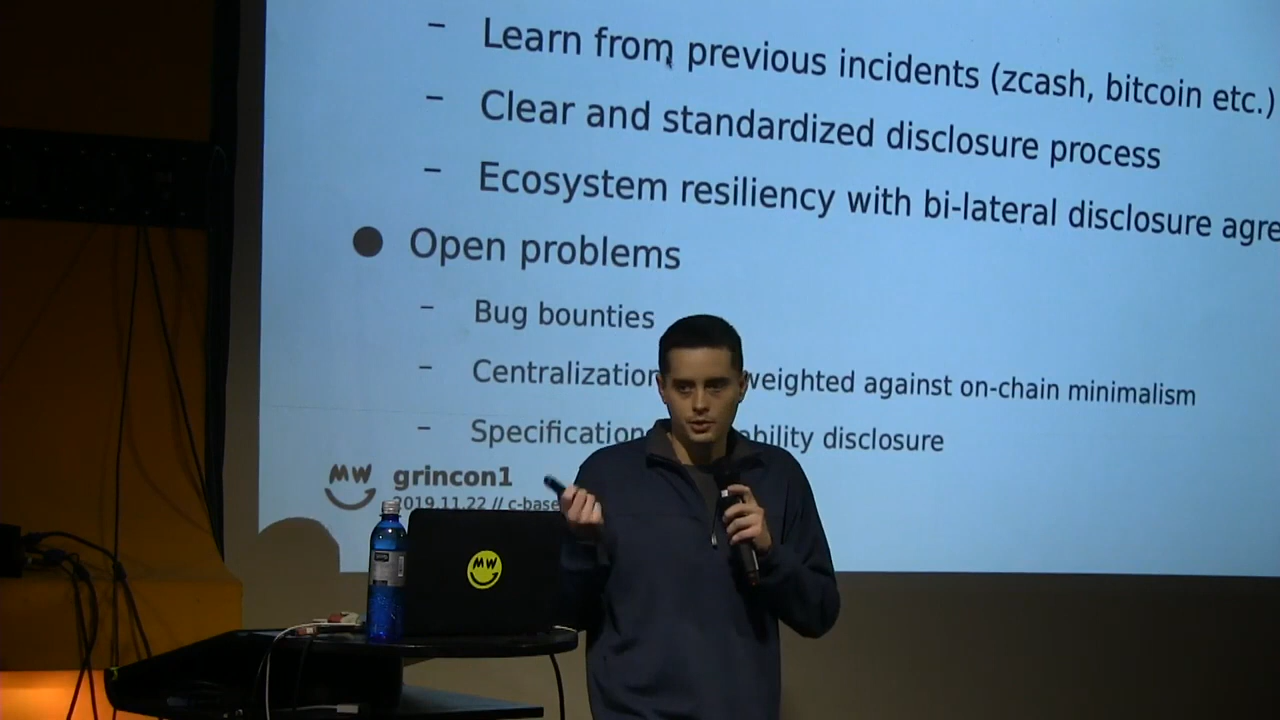 – Learn from previous incidents (zcash, bitcoin etc.)
– Clear and standardized disclosure process
– Ecosystem resiliency with bi-lateral disclosure agre
● Open problems
– Bug bounties
– Centralization weighted against on-chain minimalism
– Specification ability disclosure
MW grincon1
2019.11.22 // c-base
MW